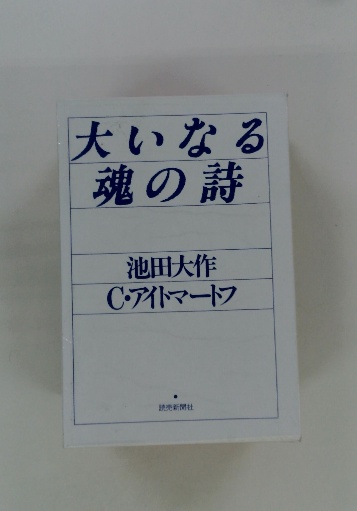 大いなる
魂の詩
池田大作
C・アイトマートフ
読売新聞社